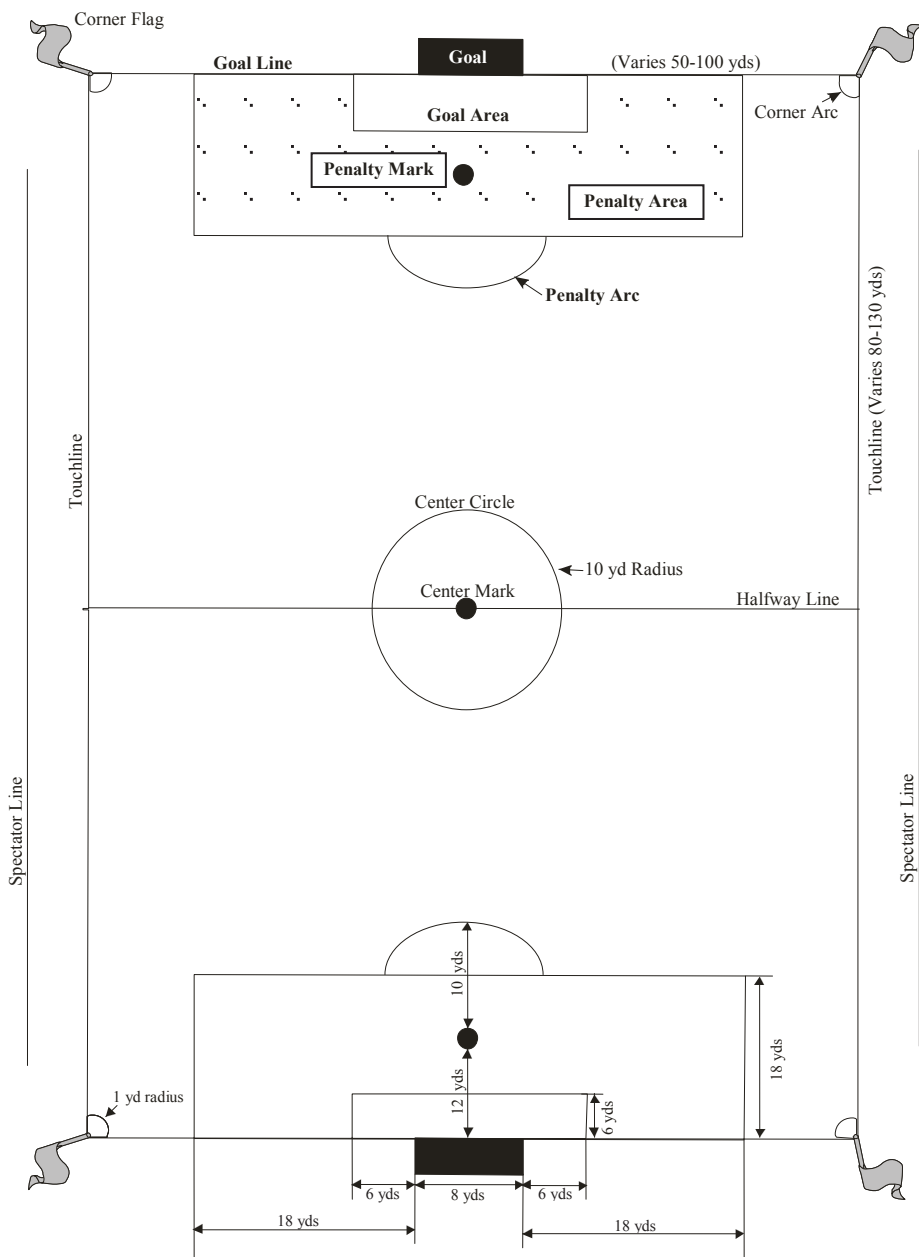 Corner Flag
Goal
Goal Line
(Varies 50-100 yds)
Goal Area
Corner Arc
Penalty Mark
Penalty Area
Penalty Arc
Touchline
Touchline (Varies 80-130 yds)
Center Circle
10 yd Radius
Center Mark
Halfway Line
Spectator Line
Spectator Line
10 yds
12 yds
18 yds
1 yd radius
6 yds
6 yds
8 yds
6 yds
18 yds
18 yds